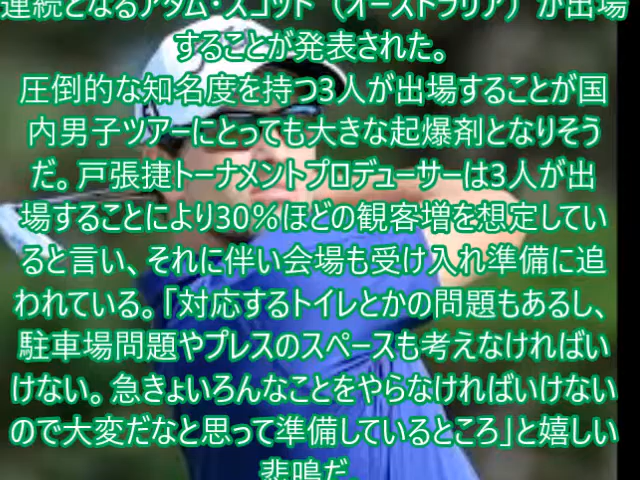 連続となるアダム・スコット（オーストラリア）が出場
することが発表された。
圧倒的な知名度を持つ3人が出場することが国
内男子ツアーにとっても大きな起爆剤となりそう
だ。戸張捷トーナメントプロデューサーは3人が出
場することにより30％ほどの観客増を想定してい
ると言い、それに伴い会場も受け入れ準備に追
われている。「対応するトイレとかの問題もあるし、
駐車場問題やプレスのスペースも考えなければい
けない。急きょいろんなことをやらなければいけない
ので大変だなと思って準備しているところ」と嬉しい
悲鳴だ。